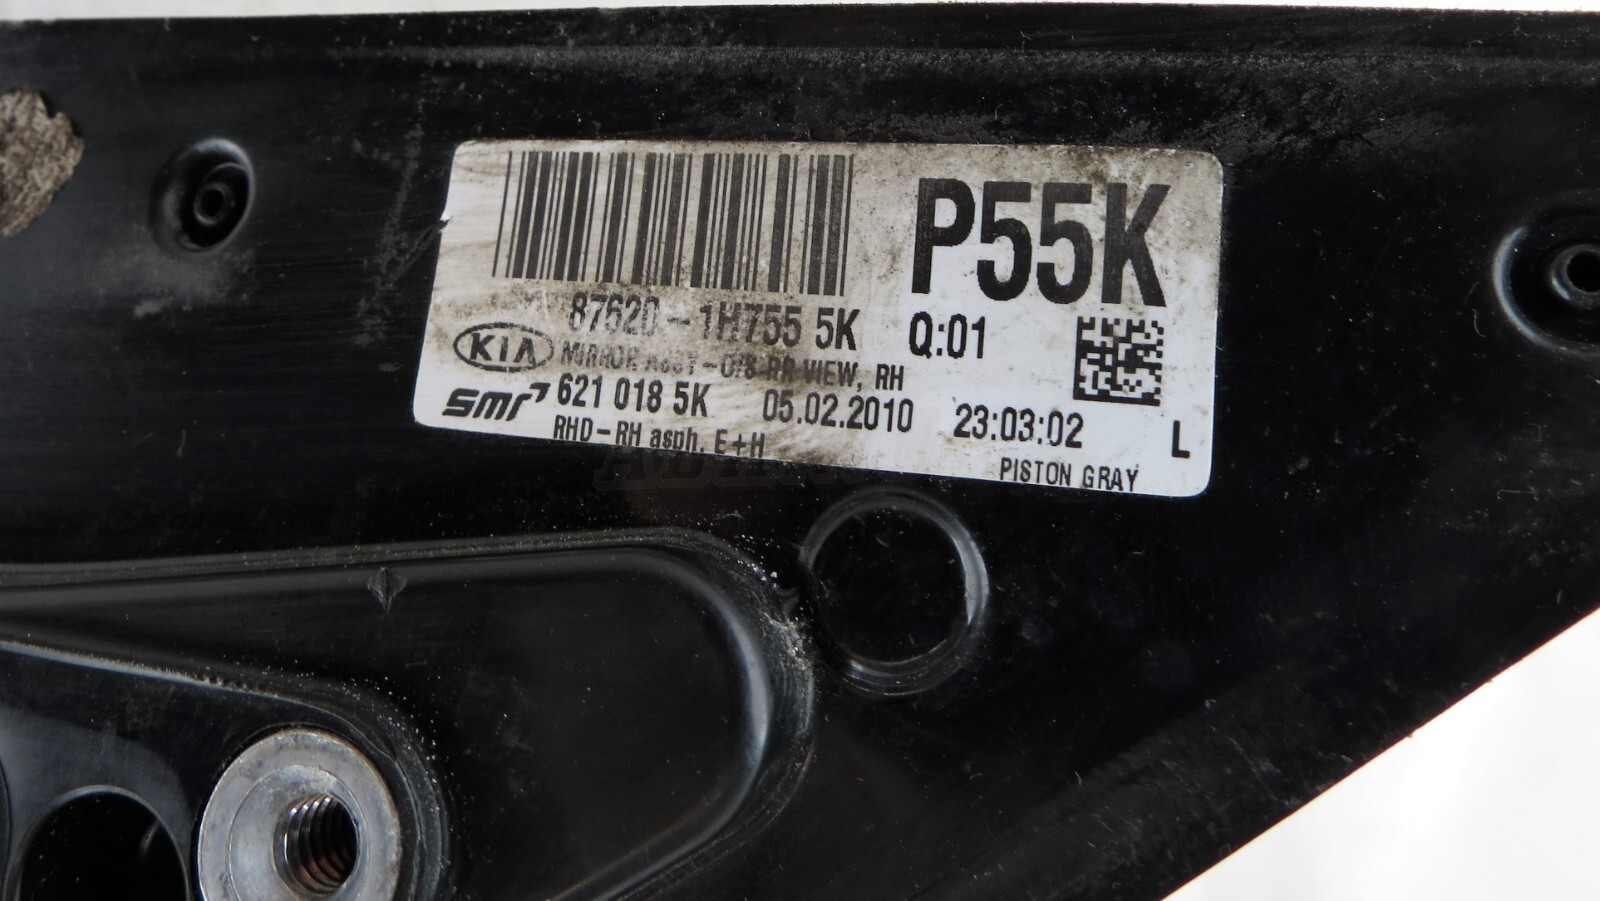 P55K
87620-1H755 5K
Q:01
KIA
MIRROR ASSY-O/S RR VIEW, RH
smr 621 018 5K 05.02.2010 23:03:02 L
RHD-RH asph. E+H
PISTON GRAY